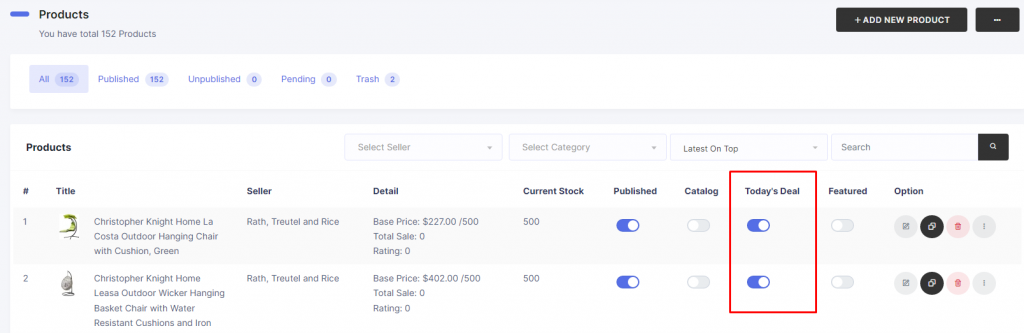 Products
You have total 152 Products
+ ADD NEW PRODUCT
...
All 152 Published 152 Unpublished 0 Pending 0 Trash 2
Products Select Seller Select Category Latest On Top Search
# Title Seller Detail Current Stock Published Catalog Today's Deal Featured Option
1 Christopher Knight Home La Rath, Treutel and Rice Base Price: $227.00 /500 500
Costa Outdoor Hanging Chair Total Sale: 0
with Cushion, Green Rating: 0
2 Christopher Knight Home Rath, Treutel and Rice Base Price: $402.00 /500 500
Leasa Outdoor Wicker Hanging Total Sale: 0
Basket Chair with Water Rating: 0
Resistant Cushions and Iron